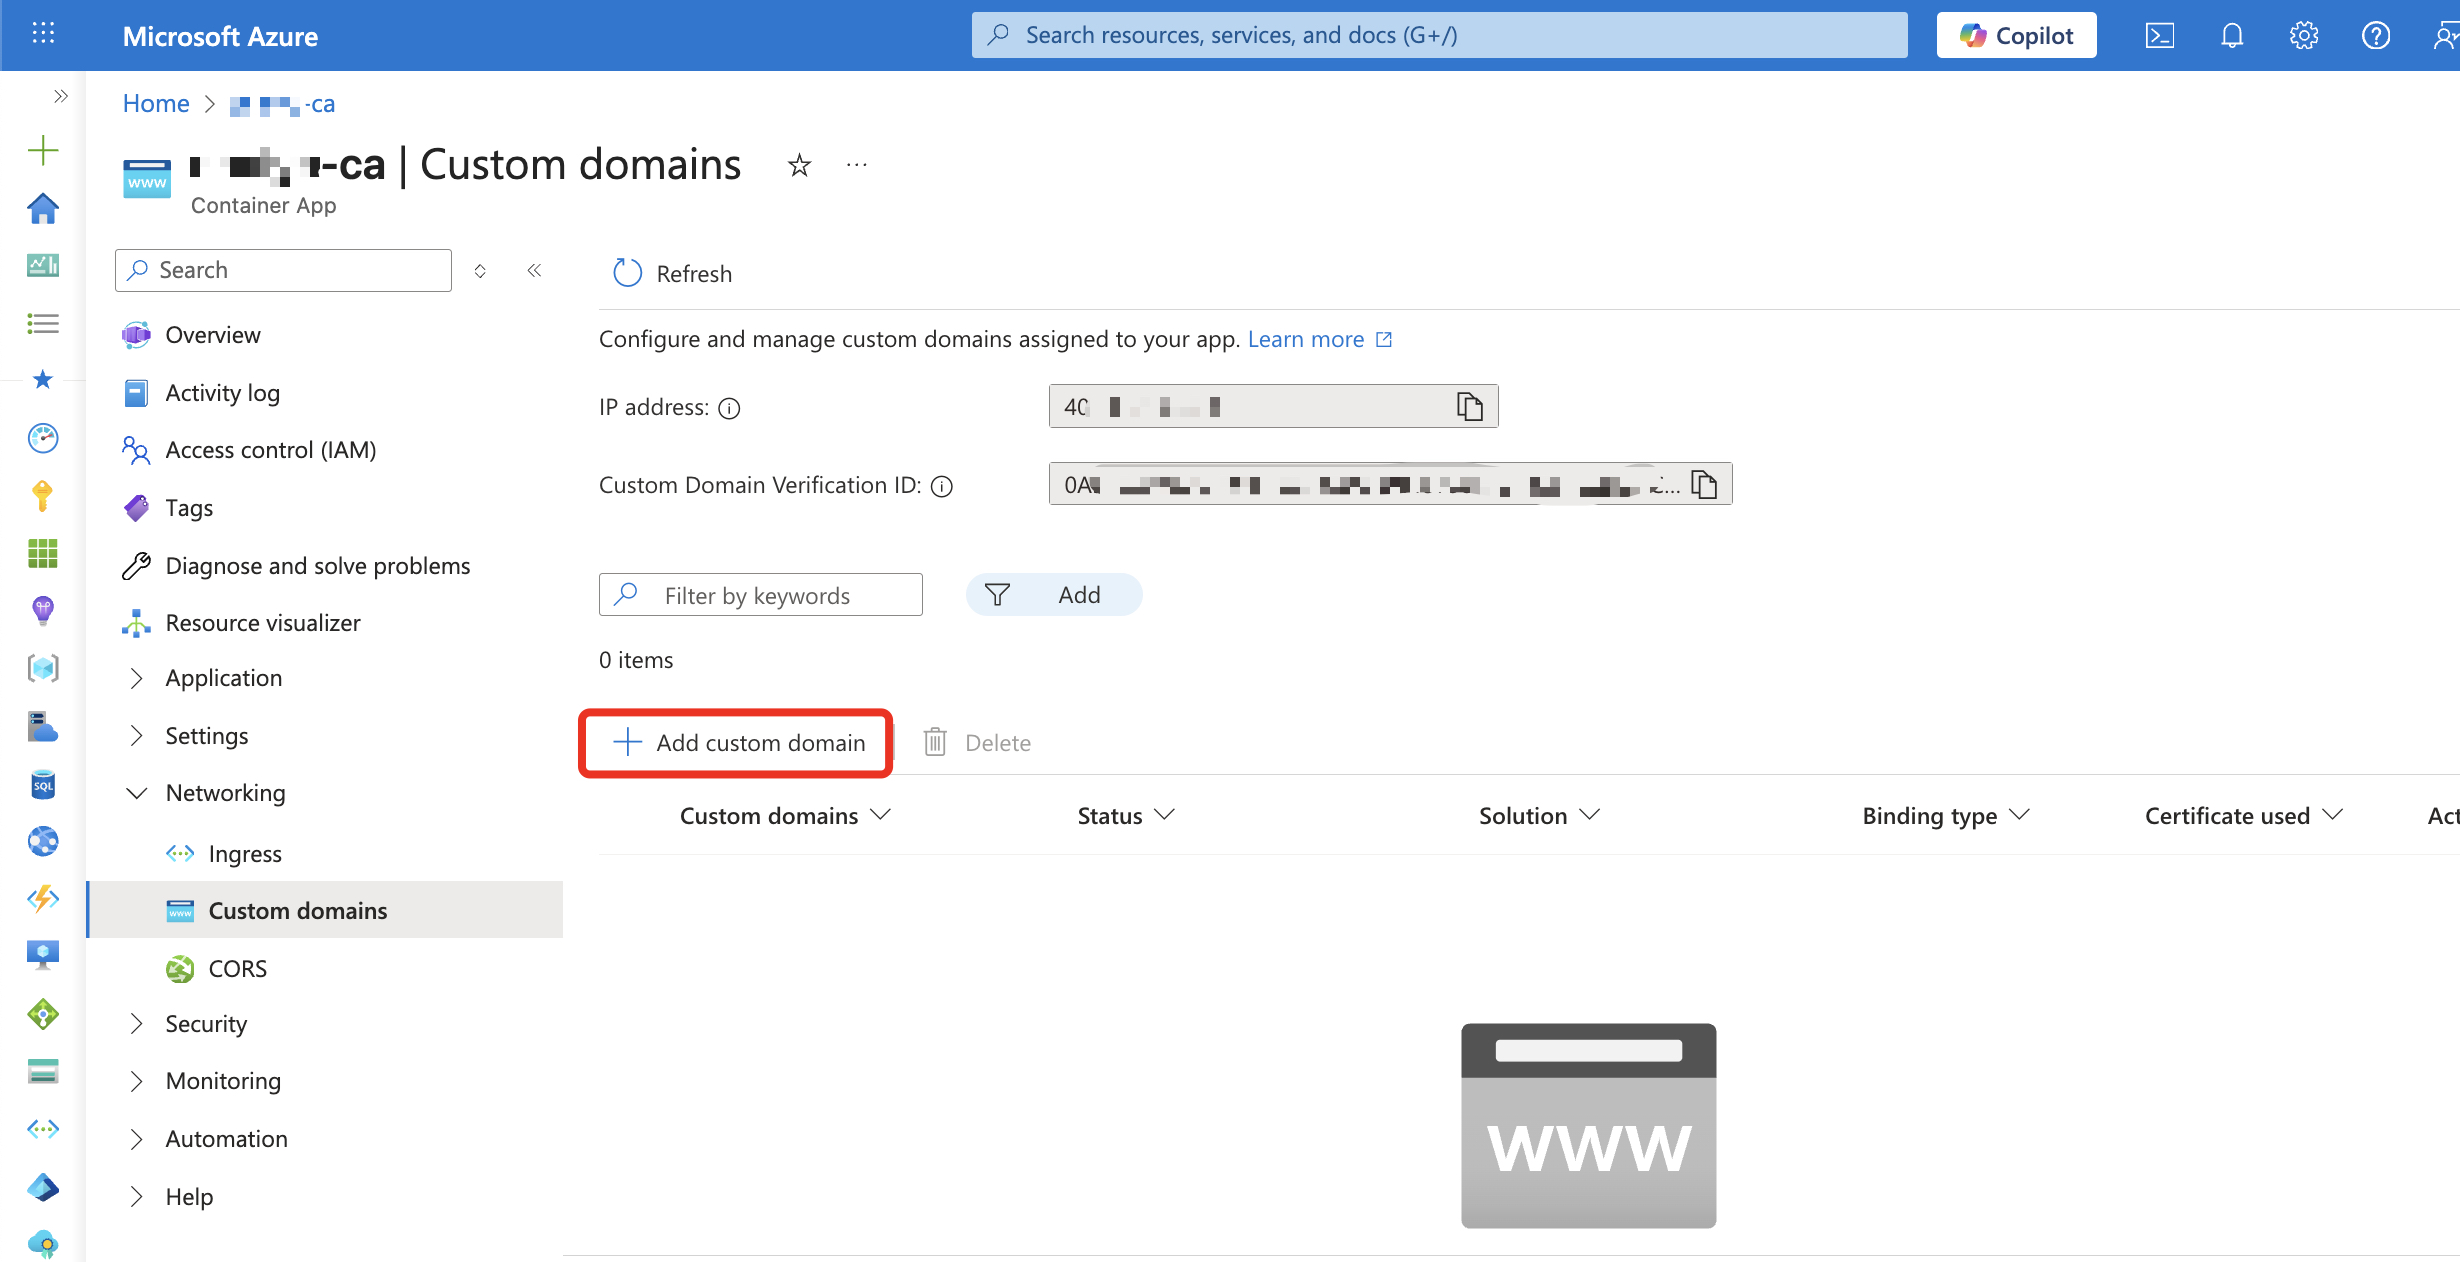 Microsoft Azure
Search resources, services, and docs (G+/)
Copilot
Home > -ca
-ca | Custom domains
Container App
Search
Refresh
Overview
Activity log
Access control (IAM)
Tags
Diagnose and solve problems
Resource visualizer
Application
Settings
Networking
Ingress
Custom domains
CORS
Security
Monitoring
Automation
Help
Configure and manage custom domains assigned to your app. Learn more
IP address:
40
Custom Domain Verification ID:
0A
Filter by keywords
Add
0 items
Add custom domain
Delete
Custom domains
Status
Solution
Binding type
Certificate used
Act
www